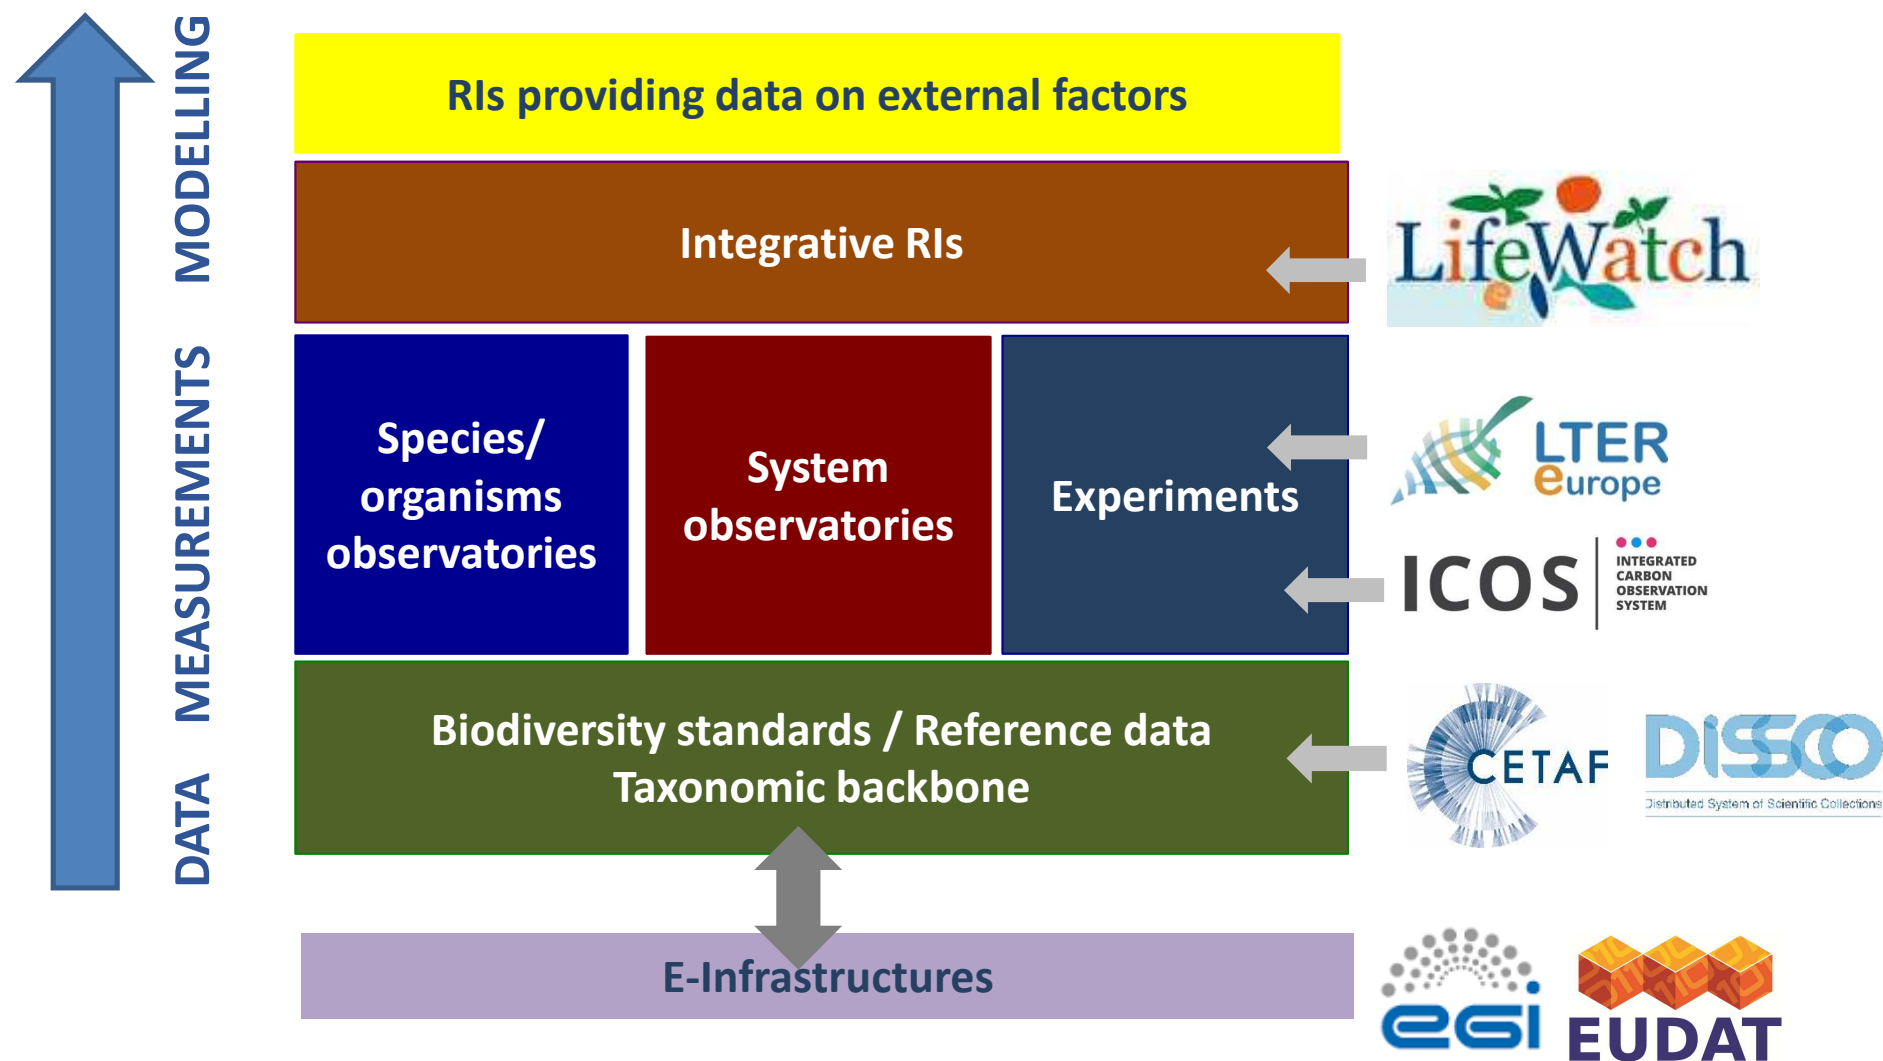 MODELLING
MEASUREMENTS
DATA
RIs providing data on external factors
Integrative RIs
LifeWatch
e
Species/
organisms
observatories
System
observatories
Experiments
LTER
europe
ICOS
INTEGRATED
CARBON
OBSERVATION
SYSTEM
Biodiversity standards / Reference data
Taxonomic backbone
CETAF
DiSSCo
Distributed System of Scientific Collections
E-Infrastructures
egi
EUDAT